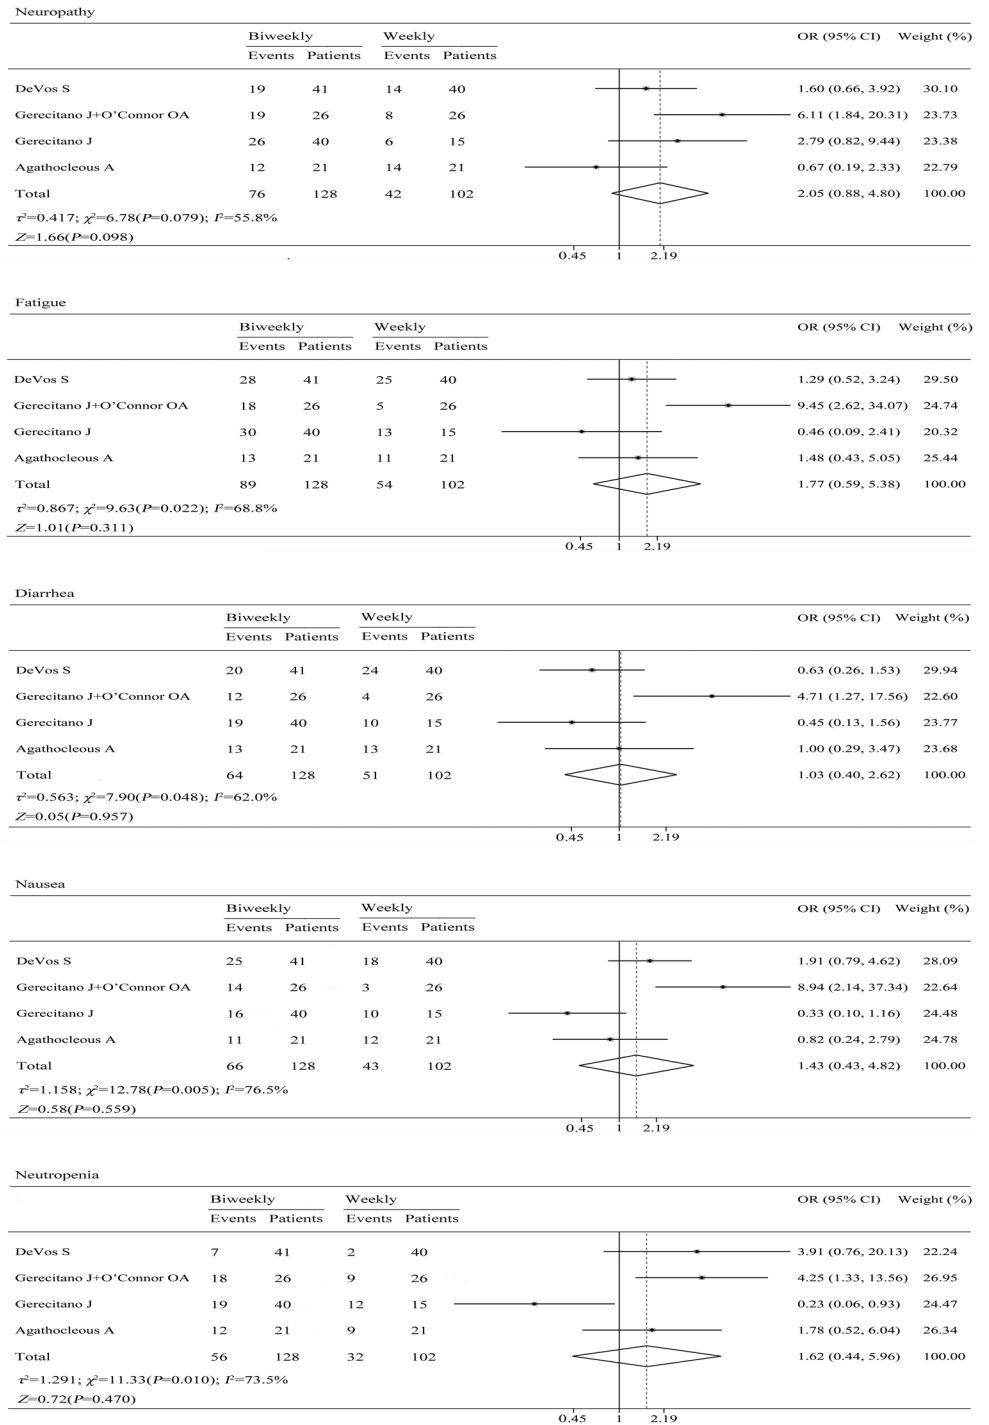 Neuropathy
Biweekly Weekly OR (95% CI) Weight (%)
Events Patients Events Patients
DeVos S 19 41 14 40 1.60 (0.66, 3.92) 30.10
Gerecitano J+O’Connor OA 19 26 8 26 6.11 (1.84, 20.31) 23.73
Gerecitano J 26 40 6 15 2.79 (0.82, 9.44) 23.38
Agathocleous A 12 21 14 21 0.67 (0.19, 2.33) 22.79
Total 76 128 42 102 2.05 (0.88, 4.80) 100.00
τ²=0.417; χ²=6.78(P=0.079); I²=55.8%
Z=1.66(P=0.098)
0.45 1 2.19
Fatigue
Biweekly Weekly OR (95% CI) Weight (%)
Events Patients Events Patients
DeVos S 28 41 25 40 1.29 (0.52, 3.24) 29.50
Gerecitano J+O’Connor OA 18 26 5 26 9.45 (2.62, 34.07) 24.74
Gerecitano J 30 40 13 15 0.46 (0.09, 2.41) 20.32
Agathocleous A 13 21 11 21 1.48 (0.43, 5.05) 25.44
Total 89 128 54 102 1.77 (0.59, 5.38) 100.00
τ²=0.867; χ²=9.63(P=0.022); I²=68.8%
Z=1.01(P=0.311)
0.45 1 2.19
Diarrhea
Biweekly Weekly OR (95% CI) Weight (%)
Events Patients Events Patients
DeVos S 20 41 24 40 0.63 (0.26, 1.53) 29.94
Gerecitano J+O’Connor OA 12 26 4 26 4.71 (1.27, 17.56) 22.60
Gerecitano J 19 40 10 15 0.45 (0.13, 1.56) 23.77
Agathocleous A 13 21 13 21 1.00 (0.29, 3.47) 23.68
Total 64 128 51 102 1.03 (0.40, 2.62) 100.00
τ²=0.563; χ²=7.90(P=0.048); I²=62.0%
Z=0.05(P=0.957)
0.45 1 2.19
Nausea
Biweekly Weekly OR (95% CI) Weight (%)
Events Patients Events Patients
DeVos S 25 41 18 40 1.91 (0.79, 4.62) 28.09
Gerecitano J+O’Connor OA 14 26 3 26 8.94 (2.14, 37.34) 22.64
Gerecitano J 16 40 10 15 0.33 (0.10, 1.16) 24.48
Agathocleous A 11 21 12 21 0.82 (0.24, 2.79) 24.78
Total 66 128 43 102 1.43 (0.43, 4.82) 100.00
τ²=1.158; χ²=12.78(P=0.005); I²=76.5%
Z=0.58(P=0.559)
0.45 1 2.19
Neutropenia
Biweekly Weekly OR (95% CI) Weight (%)
Events Patients Events Patients
DeVos S 7 41 2 40 3.91 (0.76, 20.13) 22.24
Gerecitano J+O’Connor OA 18 26 9 26 4.25 (1.33, 13.56) 26.95
Gerecitano J 19 40 12 15 0.23 (0.06, 0.93) 24.47
Agathocleous A 12 21 9 21 1.78 (0.52, 6.04) 26.34
Total 56 128 32 102 1.62 (0.44, 5.96) 100.00
τ²=1.291; χ²=11.33(P=0.010); I²=73.5%
Z=0.72(P=0.470)
0.45 1 2.19